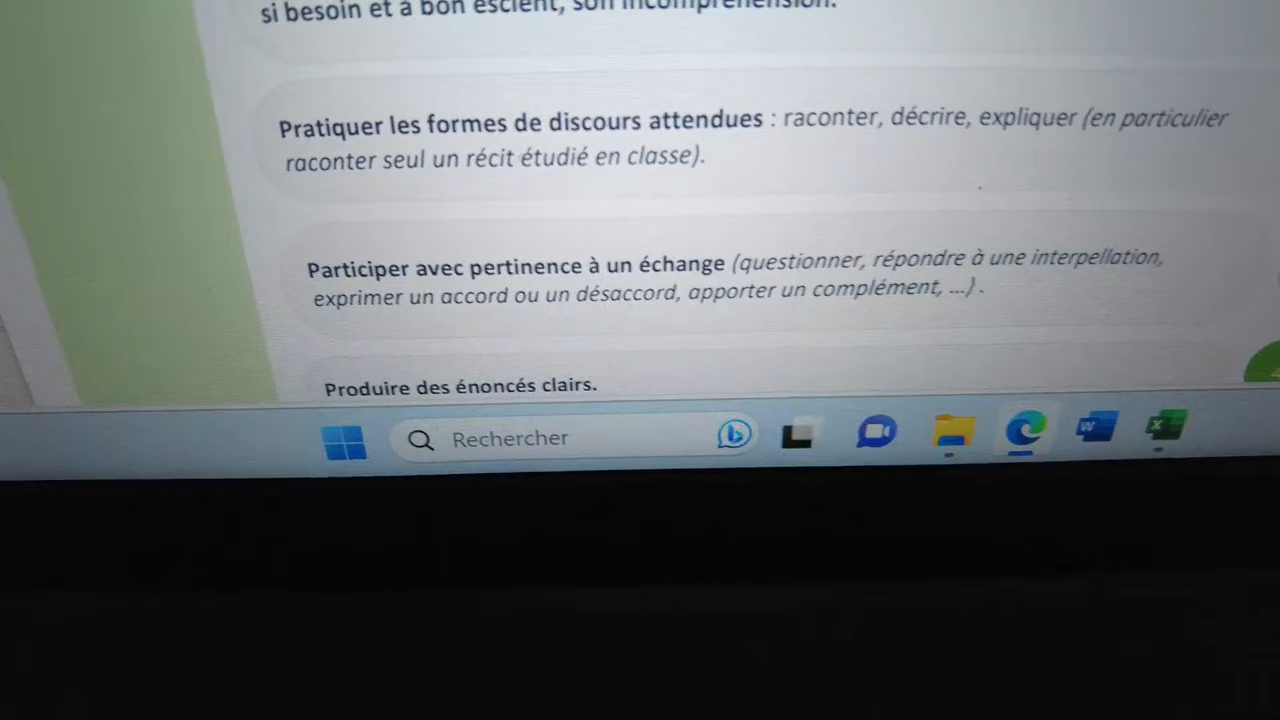 si besoin et à bon escient, son incompréhension.
Pratiquer les formes de discours attendues : raconter, décrire, expliquer (en particulier
raconter seul un récit étudié en classe).
Participer avec pertinence à un échange (questionner, répondre à une interpellation,
exprimer un accord ou un désaccord, apporter un complément, ...) .
Produire des énoncés clairs.
Rechercher